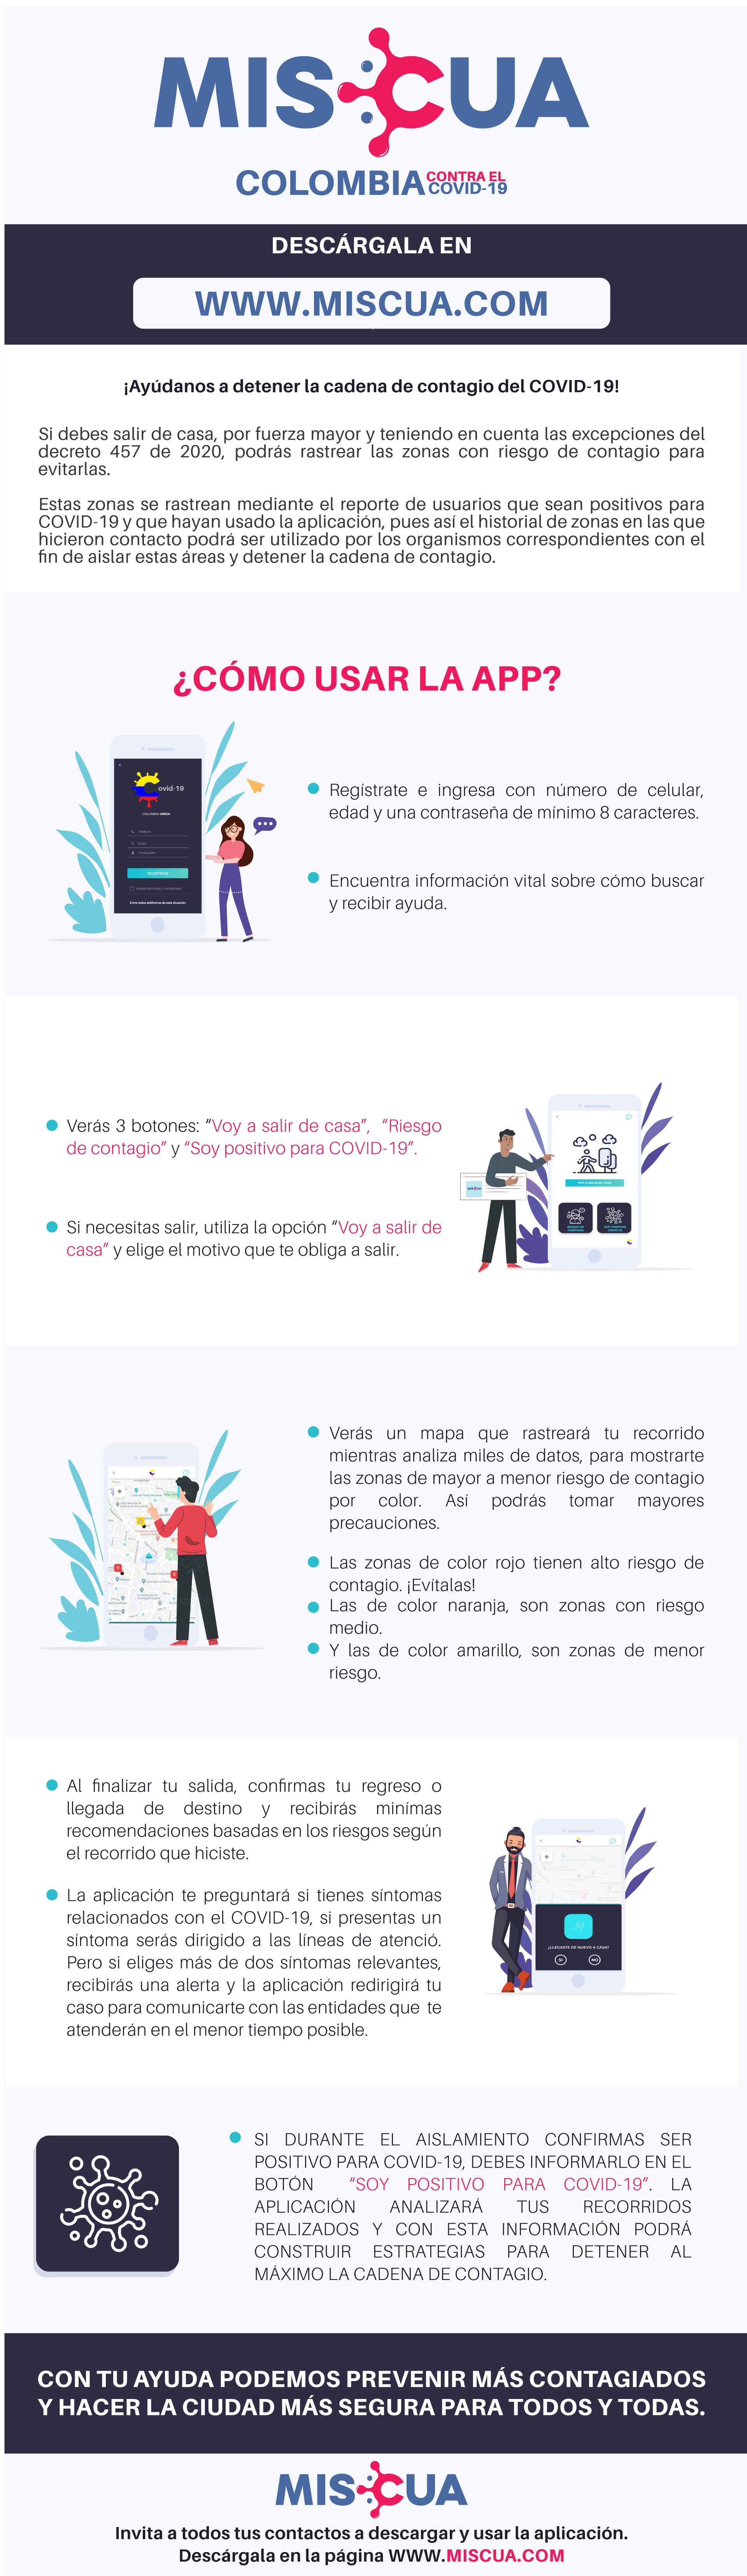 MISCUA
COLOMBIA CONTRA EL
COVID-19
DESCÁRGALA EN
WWW.MISCUA.COM
¡Ayúdanos a detener la cadena de contagio del COVID-19!
Si debes salir de casa, por fuerza mayor y teniendo en cuenta las excepciones del
decreto 457 de 2020, podrás rastrear las zonas con riesgo de contagio para
evitarlas.
Estas zonas se rastrean mediante el reporte de usuarios que sean positivos para
COVID-19 y que hayan usado la aplicación, pues así el historial de zonas en las que
hicieron contacto podrá ser utilizado por los organismos correspondientes con el
fin de aislar estas áreas y detener la cadena de contagio.
¿CÓMO USAR LA APP?
Covid-19
COLOMBIA UNIDA
REGÍSTRATE
Entre todos saldremos de esta situación.
Regístrate e ingresa con número de celular,
edad y una contraseña de mínimo 8 caracteres.
Encuentra información vital sobre cómo buscar
y recibir ayuda.
Verás 3 botones: “Voy a salir de casa”, “Riesgo
de contagio” y “Soy positivo para COVID-19”.
Si necesitas salir, utiliza la opción “Voy a salir de
casa” y elige el motivo que te obliga a salir.
MISCUA
VOY A SALIR DE CASA
Verás un mapa que rastreará tu recorrido
mientras analiza miles de datos, para mostrarte
las zonas de mayor a menor riesgo de contagio
por color. Así podrás tomar mayores
precauciones.
Las zonas de color rojo tienen alto riesgo de
contagio. ¡Evítalas!
Las de color naranja, son zonas con riesgo
medio.
Y las de color amarillo, son zonas de menor
riesgo.
Al finalizar tu salida, confirmas tu regreso o
llegada de destino y recibirás minímas
recomendaciones basadas en los riesgos según
el recorrido que hiciste.
La aplicación te preguntará si tienes síntomas
relacionados con el COVID-19, si presentas un
síntoma serás dirigido a las líneas de atenció.
Pero si eliges más de dos síntomas relevantes,
recibirás una alerta y la aplicación redirigirá tu
caso para comunicarte con las entidades que te
atenderán en el menor tiempo posible.
¿LLEGASTE DE NUEVO A CASA?
SI NO
SI DURANTE EL AISLAMIENTO CONFIRMAS SER
POSITIVO PARA COVID-19, DEBES INFORMARLO EN EL
BOTÓN “SOY POSITIVO PARA COVID-19”. LA
APLICACIÓN ANALIZARÁ TUS RECORRIDOS
REALIZADOS Y CON ESTA INFORMACIÓN PODRÁ
CONSTRUIR ESTRATEGIAS PARA DETENER AL
MÁXIMO LA CADENA DE CONTAGIO.
CON TU AYUDA PODEMOS PREVENIR MÁS CONTAGIADOS
Y HACER LA CIUDAD MÁS SEGURA PARA TODOS Y TODAS.
MISCUA
Invita a todos tus contactos a descargar y usar la aplicación.
Descárgala en la página WWW.MISCUA.COM